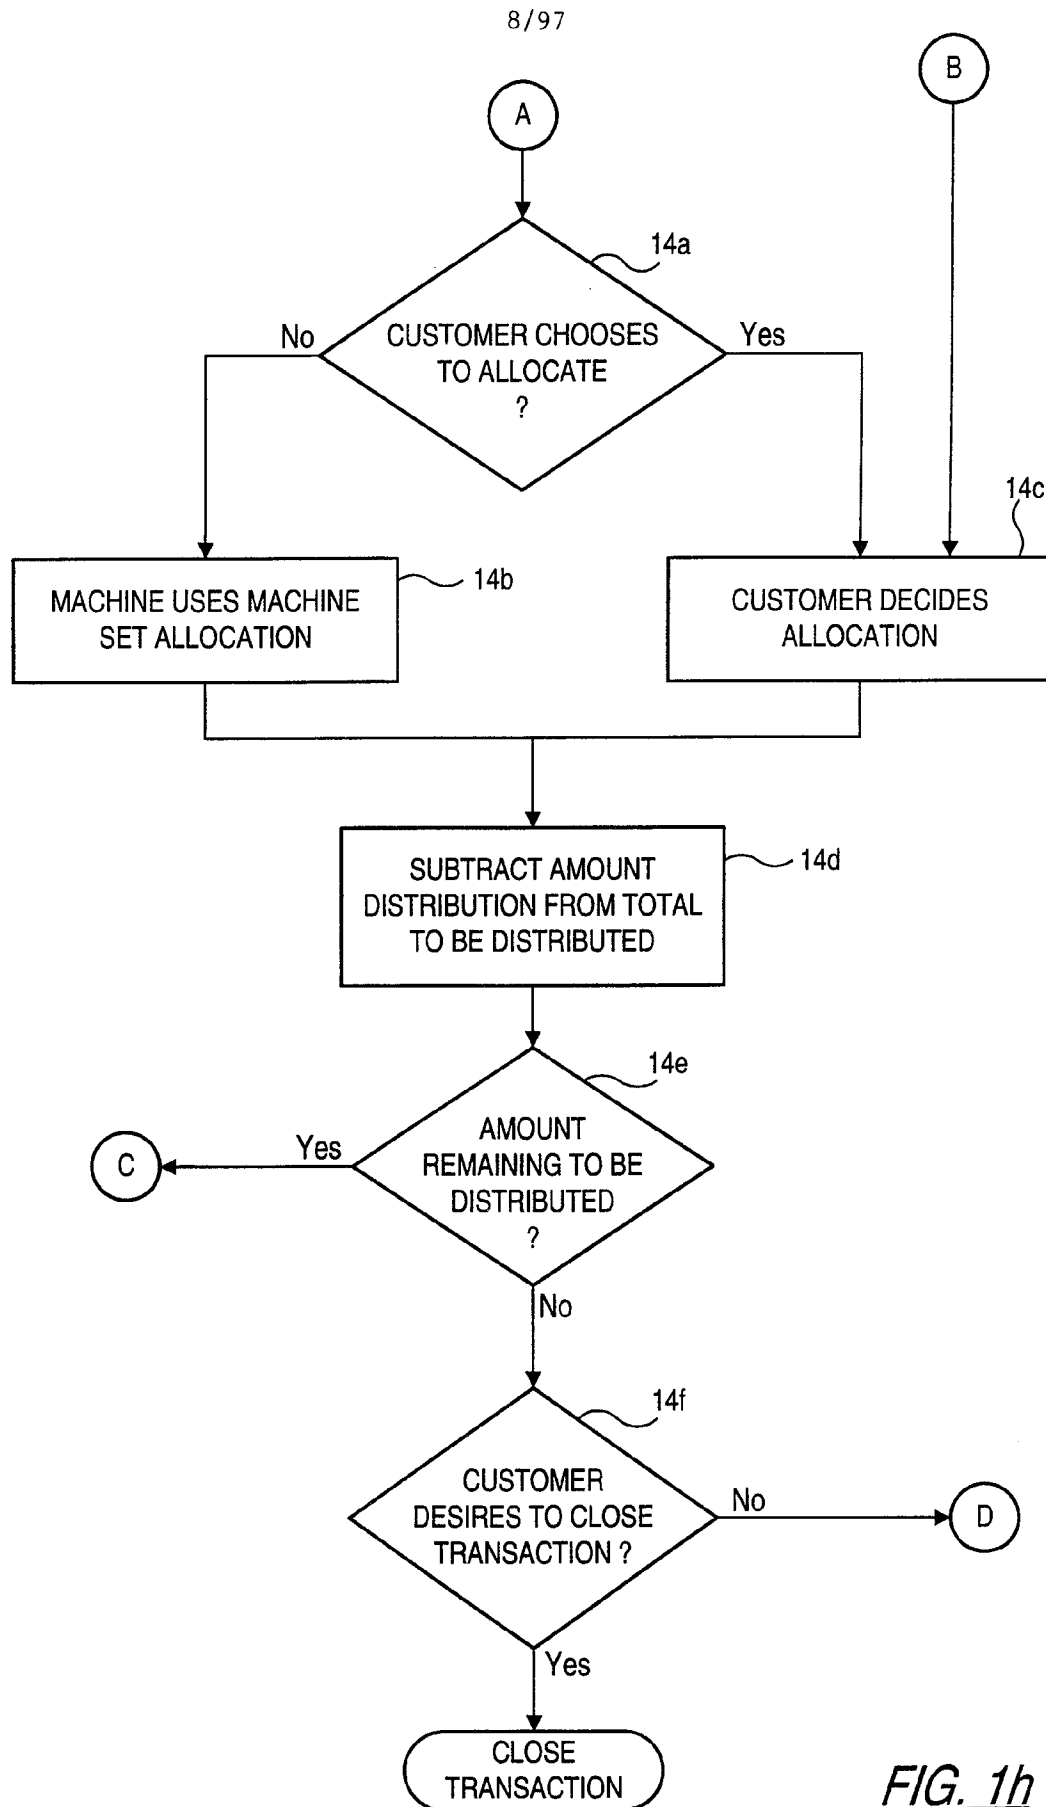 8/97
A
B
14a
No
CUSTOMER CHOOSES
TO ALLOCATE
?
Yes
14c
MACHINE USES MACHINE
SET ALLOCATION
14b
CUSTOMER DECIDES
ALLOCATION
SUBTRACT AMOUNT
DISTRIBUTION FROM TOTAL
TO BE DISTRIBUTED
14d
14e
AMOUNT
REMAINING TO BE
DISTRIBUTED
?
Yes
C
No
14f
CUSTOMER
DESIRES TO CLOSE
TRANSACTION ?
No
D
Yes
CLOSE
TRANSACTION
FIG. 1h